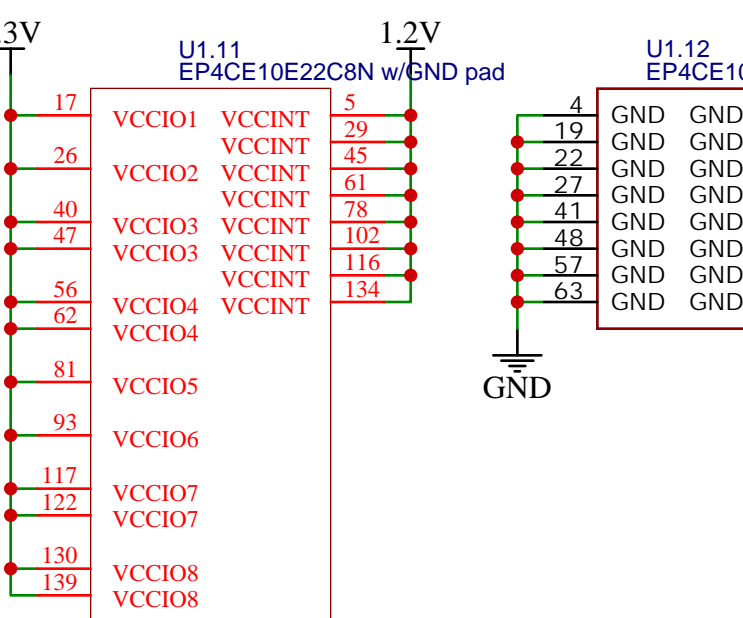 .3V
1.2V
U1.11
EP4CE10E22C8N w/GND pad
17 VCCIO1 VCCINT 5
VCCINT 29
26 VCCIO2 VCCINT 45
VCCINT 61
40 VCCIO3 VCCINT 78
47 VCCIO3 VCCINT 102
VCCINT 116
56 VCCIO4 VCCINT 134
62 VCCIO4
81 VCCIO5
93 VCCIO6
117 VCCIO7
122 VCCIO7
130 VCCIO8
139 VCCIO8
U1.12
EP4CE10
4 GND GND
19 GND GND
22 GND GND
27 GND GND
41 GND GND
48 GND GND
57 GND GND
63 GND GND
GND